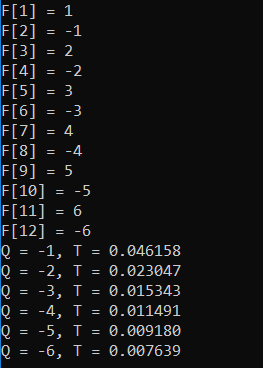 F[1] = 1
F[2] = -1
F[3] = 2
F[4] = -2
F[5] = 3
F[6] = -3
F[7] = 4
F[8] = -4
F[9] = 5
F[10] = -5
F[11] = 6
F[12] = -6
Q = -1, T = 0.046158
Q = -2, T = 0.023047
Q = -3, T = 0.015343
Q = -4, T = 0.011491
Q = -5, T = 0.009180
Q = -6, T = 0.007639